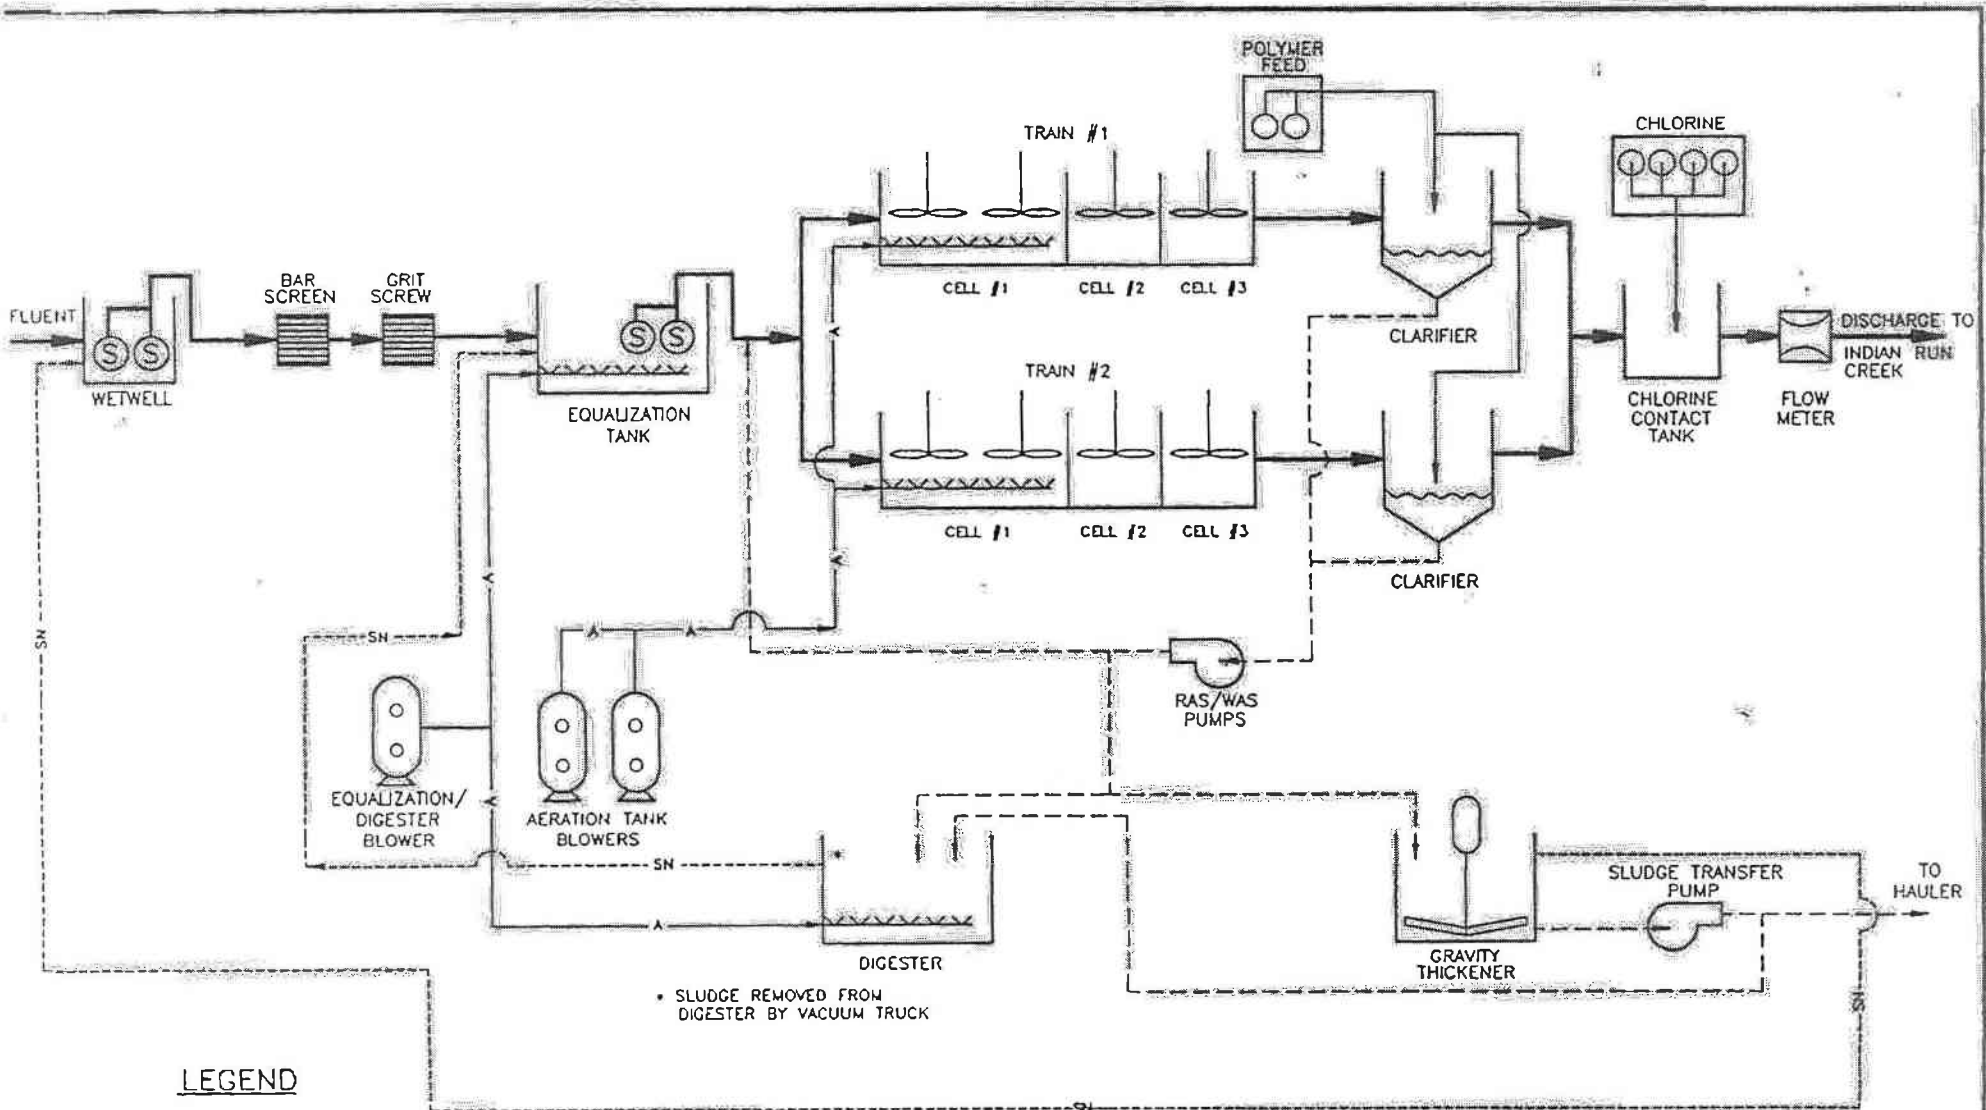 POLYMER
FEED
CHLORINE
TRAIN #1
BAR
SCREEN
GRIT
SCREW
FLUENT
S S
WETWELL
S S
EQUALIZATION
TANK
A
CELL #1
CELL #2
CELL #3
CLARIFIER
TRAIN #2
CHLORINE
CONTACT
TANK
FLOW
METER
DISCHARGE TO
INDIAN RUN
CREEK
CELL #1
CELL #2
CELL #3
CLARIFIER
A
A
SN
SN
A
A
RAS/WAS
PUMPS
EQUALIZATION/
DIGESTER
BLOWER
A
AERATION TANK
BLOWERS
SN
A
DIGESTER
* SLUDGE REMOVED FROM
DIGESTER BY VACUUM TRUCK
GRAVITY
THICKENER
SLUDGE TRANSFER
PUMP
TO
HAULER
SN
LEGEND